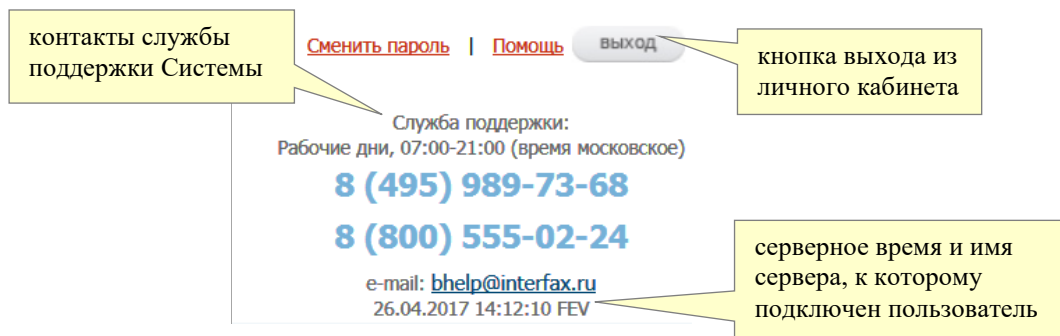 контакты службы
поддержки Системы
Сменить пароль | Помощь выход
кнопка выхода из
личного кабинета
Служба поддержки:
Рабочие дни, 07:00-21:00 (время московское)
8 (495) 989-73-68
8 (800) 555-02-24
e-mail: bhelp@interfax.ru
26.04.2017 14:12:10 FEV
серверное время и имя
сервера, к которому
подключен пользователь